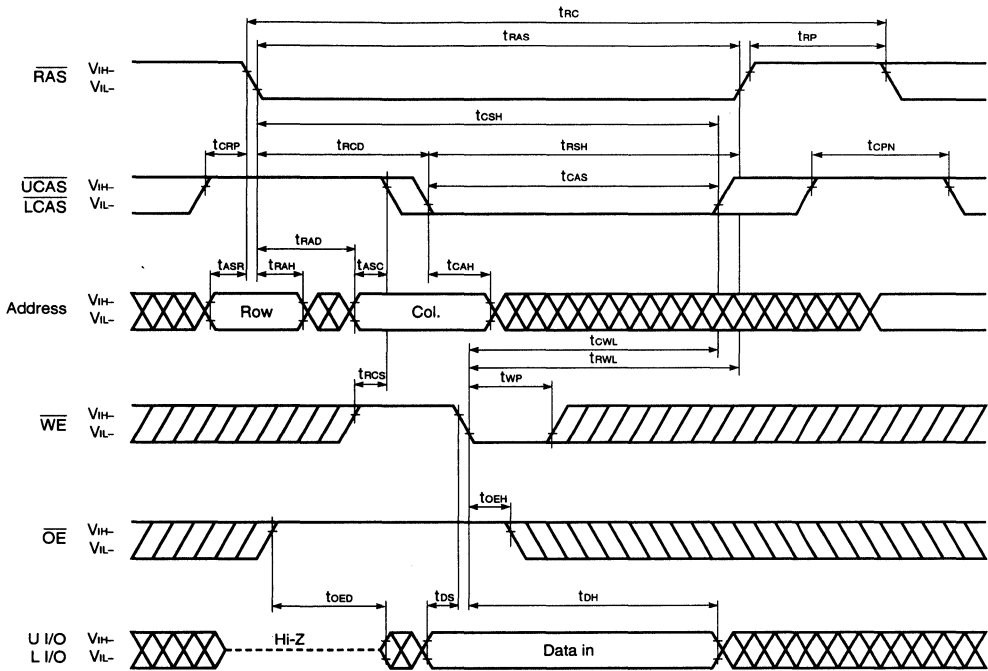 tRC
tRAS
tRP
RAS
VIH–
VIL–
tCSH
tCRP
tRCD
tRSH
tCPN
UCAS
LCAS
VIH–
VIL–
tCAS
tRAD
tASR
tRAH
tASC
tCAH
Address
VIH–
VIL–
Row
Col.
tCWL
tRWL
tRCS
tWP
WE
VIH–
VIL–
tOEH
OE
VIH–
VIL–
tOED
tDS
tDH
U I/O
L I/O
VIH–
VIL–
Hi-Z
Data in